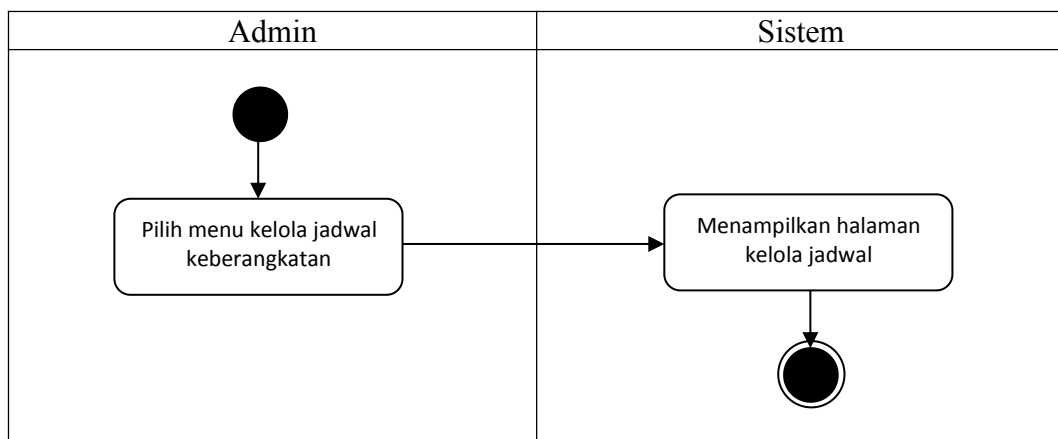 Admin
Sistem
Pilih menu kelola jadwal
keberangkatan
Menampilkan halaman
kelola jadwal